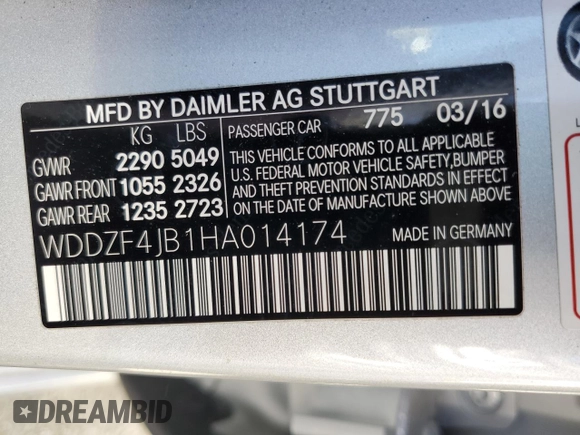 MFD BY DAIMLER AG STUTTGART
KG LBS
GVWR 2290 5049
GAWR FRONT 1055 2326
GAWR REAR 1235 2723
PASSENGER CAR 775 03/16
THIS VEHICLE CONFORMS TO ALL APPLICABLE
U.S. FEDERAL MOTOR VEHICLE SAFETY, BUMPER
AND THEFT PREVENTION STANDARDS IN EFFECT
ON THE DATE OF MANUFACTURE SHOWN ABOVE.
WDDZF4JB1HA014174 MADE IN GERMANY
DREAMBID